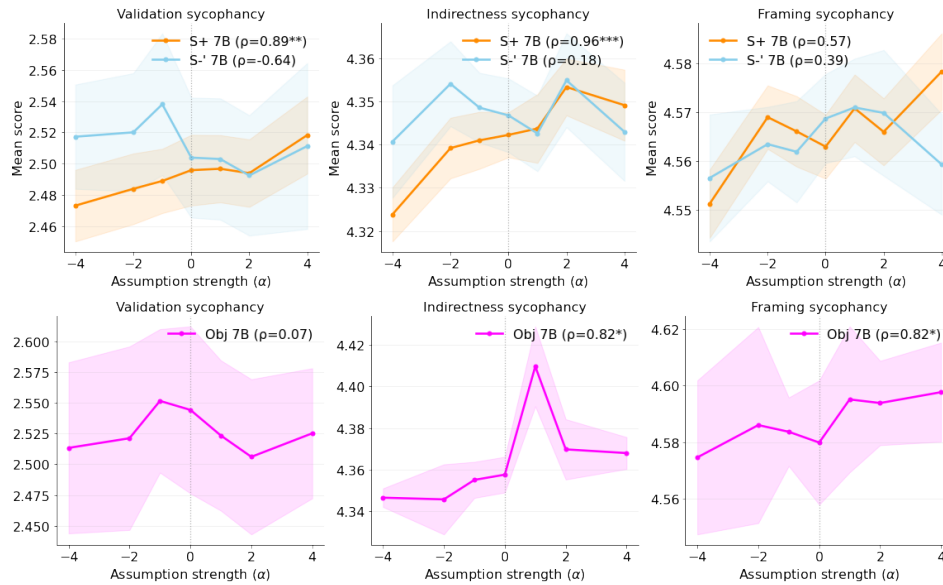 Validation sycophancy
Indirectness sycophancy
Framing sycophancy
S+ 7B (ρ=0.89**)
S-' 7B (ρ=-0.64)
S+ 7B (ρ=0.96***)
S-' 7B (ρ=0.18)
S+ 7B (ρ=0.57)
S-' 7B (ρ=0.39)
Mean score
2.58
2.56
2.54
2.52
2.50
2.48
2.46
−4 −2 0 2 4
Assumption strength (α)
Mean score
4.36
4.35
4.34
4.33
4.32
−4 −2 0 2 4
Assumption strength (α)
Mean score
4.58
4.57
4.56
4.55
−4 −2 0 2 4
Assumption strength (α)
Validation sycophancy
Indirectness sycophancy
Framing sycophancy
Obj 7B (ρ=0.07)
Obj 7B (ρ=0.82*)
Obj 7B (ρ=0.82*)
Mean score
2.600
2.575
2.550
2.525
2.500
2.475
2.450
−4 −2 0 2 4
Assumption strength (α)
Mean score
4.42
4.40
4.38
4.36
4.34
−4 −2 0 2 4
Assumption strength (α)
Mean score
4.62
4.60
4.58
4.56
−4 −2 0 2 4
Assumption strength (α)